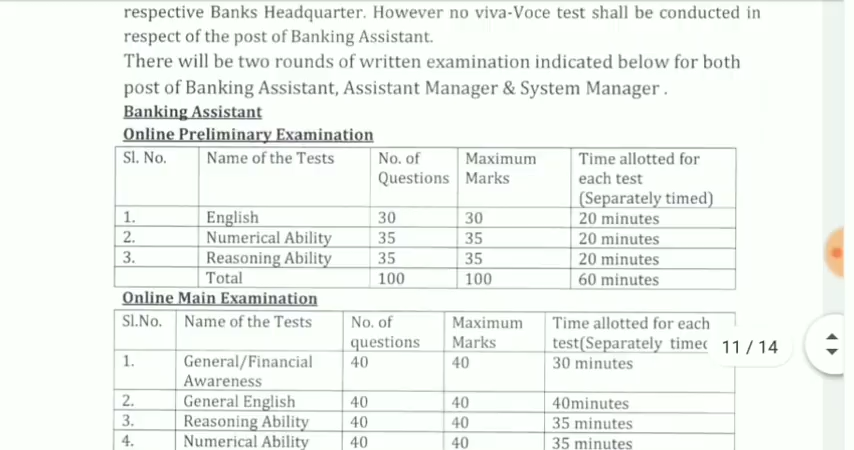 respective Banks Headquarter. However no viva-Voce test shall be conducted in
respect of the post of Banking Assistant.
There will be two rounds of written examination indicated below for both
post of Banking Assistant, Assistant Manager & System Manager .
Banking Assistant
Online Preliminary Examination
Sl. No. Name of the Tests No. of Questions Maximum Marks Time allotted for each test (Separately timed)
1. English 30 30 20 minutes
2. Numerical Ability 35 35 20 minutes
3. Reasoning Ability 35 35 20 minutes
Total 100 100 60 minutes
Online Main Examination
Sl.No. Name of the Tests No. of questions Maximum Marks Time allotted for each test(Separately timec
11 / 14
1. General/Financial Awareness 40 40 30 minutes
2. General English 40 40 40minutes
3. Reasoning Ability 40 40 35 minutes
4. Numerical Ability 40 40 35 minutes